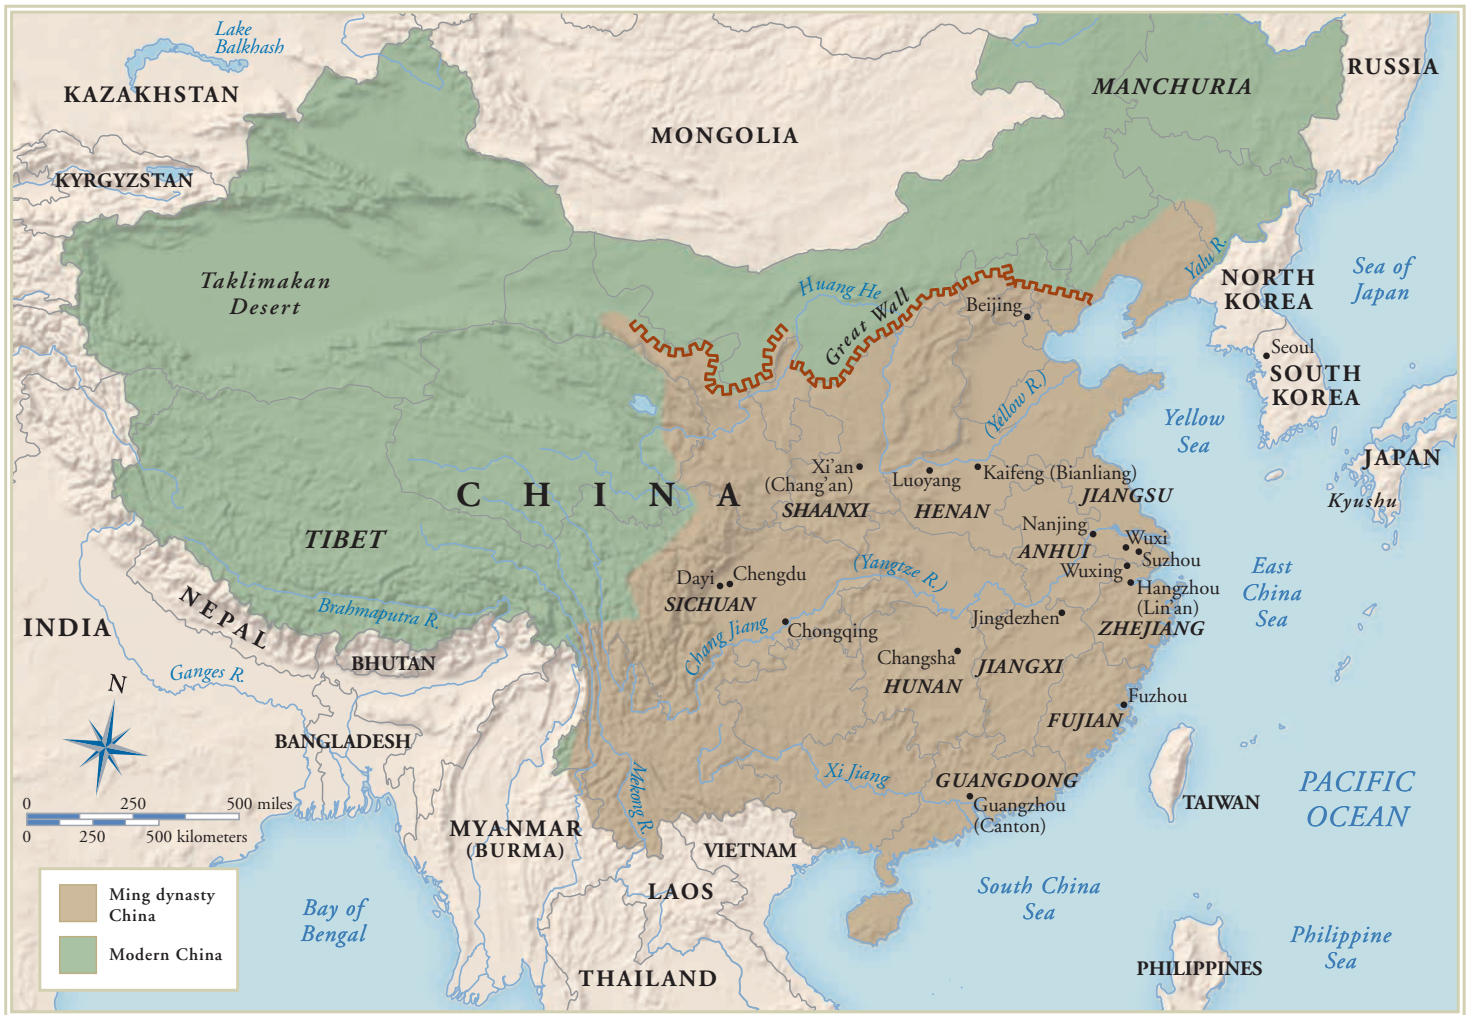 Lake
Balkhash
KAZAKHSTAN
RUSSIA
MANCHURIA
MONGOLIA
KYRGYZSTAN
Taklimakan
Desert
Huang He
Great Wall
Beijing
Yalu R.
NORTH
KOREA
Sea of
Japan
Seoul
SOUTH
KOREA
(Yellow R.)
Yellow
Sea
JAPAN
Kyushu
Xi'an
(Chang'an)
SHAANXI
Luoyang
HENAN
Kaifeng (Bianliang)
JIANGSU
CHINA
Nanjing
ANHUI
Wuxi
Suzhou
Wuxing
Hangzhou
(Lin'an)
ZHEJIANG
East
China
Sea
TIBET
(Yangtze R.)
Dayi
Chengdu
SICHUAN
Chang Jiang
Chongqing
Jingdezhen
Changsha
HUNAN
JIANGXI
Brahmaputra R.
NEPAL
INDIA
BHUTAN
Ganges R.
N
Fuzhou
FUJIAN
BANGLADESH
Mekong R.
Xi Jiang
GUANGDONG
Guangzhou
(Canton)
TAIWAN
PACIFIC
OCEAN
0 250 500 miles
0 250 500 kilometers
MYANMAR
(BURMA)
VIETNAM
LAOS
South China
Sea
Ming dynasty
China
Modern China
Bay of
Bengal
THAILAND
PHILIPPINES
Philippine
Sea